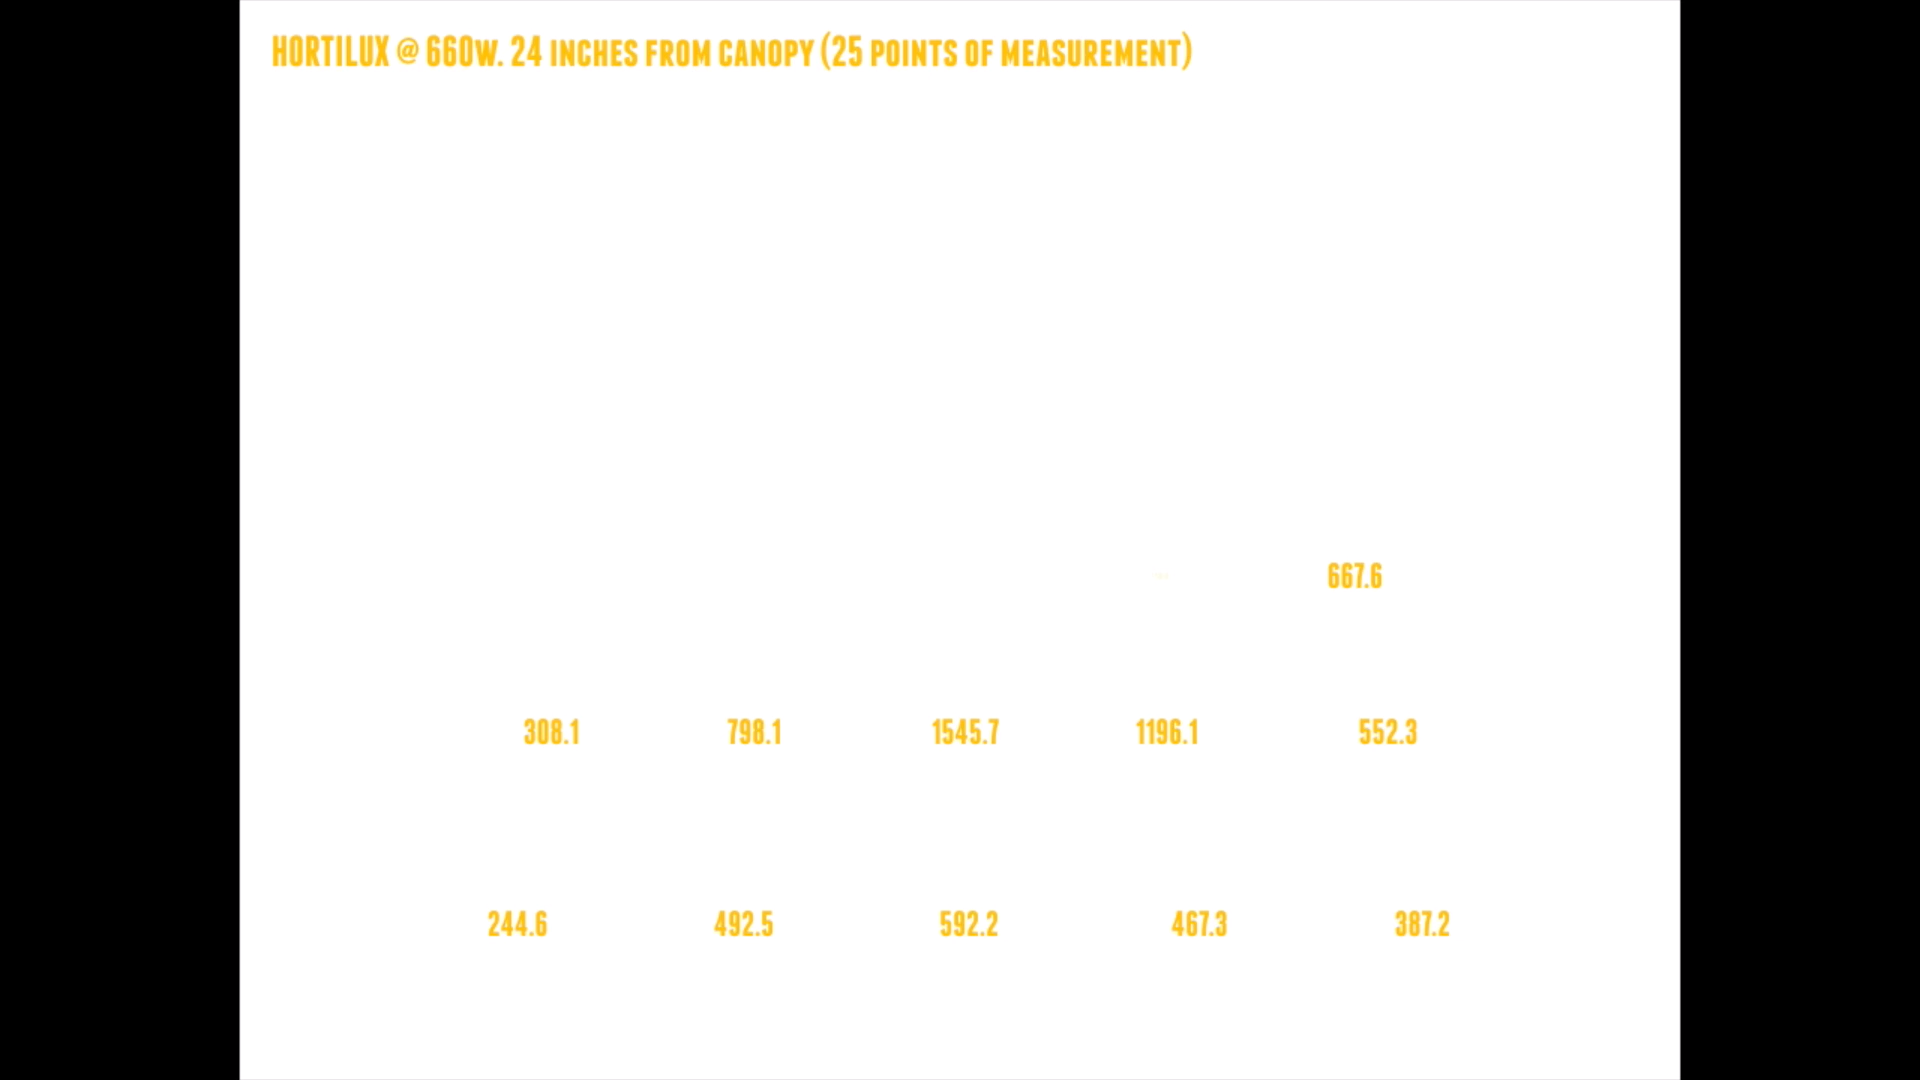 HORTILUX @ 660W. 24 INCHES FROM CANOPY (25 POINTS OF MEASUREMENT)
667.6
308.1 798.1 1545.7 1196.1 552.3
244.6 492.5 592.2 467.3 387.2